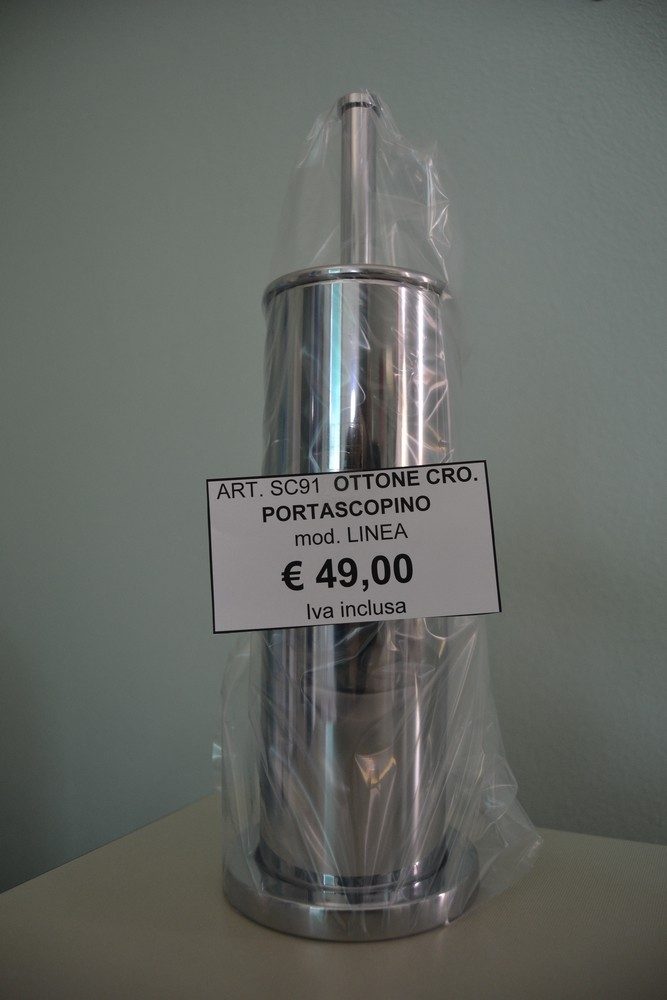 ART. SC91 OTTONE CRO.
PORTASCOPINO
mod. LINEA
€ 49,00
Iva inclusa